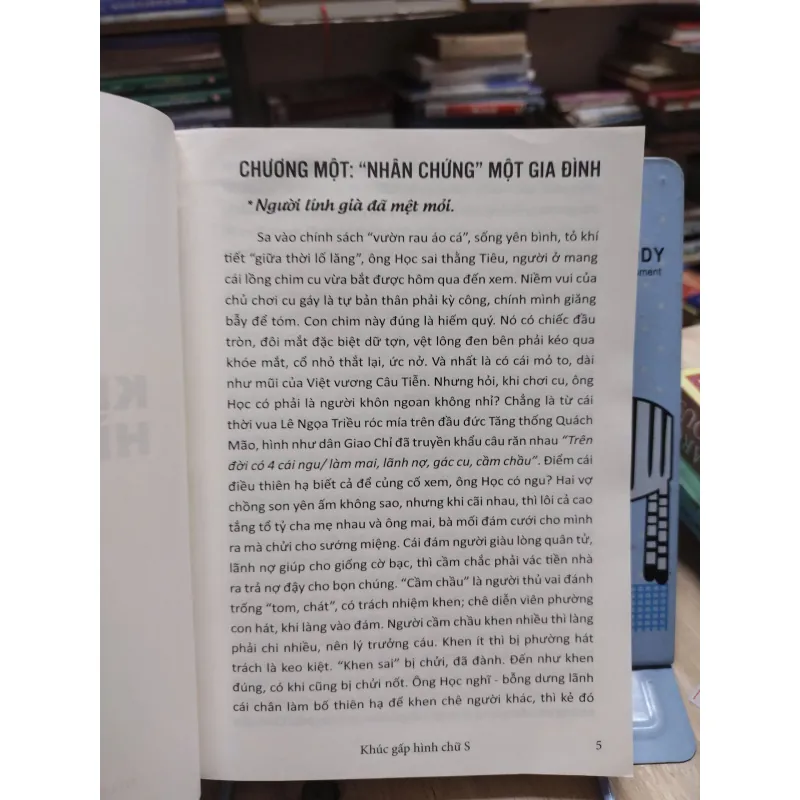 CHƯƠNG MỘT: “NHÂN CHỨNG” MỘT GIA ĐÌNH
*Người lính già đã mệt mỏi.
Sa vào chính sách “vườn rau áo cá”, sống yên bình, tỏ khí
tiết “giữa thời lố lăng”, ông Học sai thằng Tiêu, người ở mang
cái lồng chim cu vừa bắt được hôm qua đến xem. Niềm vui của
chủ chơi cu gáy là tự bản thân phải kỳ công, chính mình giăng
bẫy để tóm. Con chim này đúng là hiếm quý. Nó có chiếc đầu
tròn, đôi mắt đặc biệt dữ tợn, vệt lông đen bên phải kéo qua
khóe mắt, cổ nhỏ thắt lại, ức nở. Và nhất là có cái mỏ to, dài
như mũi của Việt vương Câu Tiễn. Nhưng hỏi, khi chơi cu, ông
Học có phải là người khôn ngoan không nhỉ? Chẳng là từ cái
thời vua Lê Ngọa Triều róc mía trên đầu đức Tăng thống Quách
Mão, hình như dân Giao Chỉ đã truyền khẩu câu răn nhau “Trên
đời có 4 cái ngu/ làm mai, lãnh nợ, gác cu, cầm chầu”. Điểm cái
điều thiên hạ biết cả để củng cố xem, ông Học có ngu? Hai vợ
chồng son yên ấm không sao, nhưng khi cãi nhau, thì lôi cả cao
tằng tổ tỷ cha mẹ nhau và ông mai, bà mối đám cưới cho mình
ra mà chửi cho sướng miệng. Cái đám người giàu lòng quân tử,
lãnh nợ giúp cho giống cờ bạc, thì cầm chắc phải vác tiền nhà
ra trả nợ đậy cho bọn chúng. “Cầm chầu” là người thủ vai đánh
trống “tom, chát”, có trách nhiệm khen; chê diễn viên phường
con hát, khi làng vào đám. Người cầm chầu khen nhiều thì làng
phải chi nhiều, nên lý trưởng cáu. Khen ít thì bị phường hát
trách là keo kiệt. “Khen sai” bị chửi, đã đành. Đến như khen
đúng, có khi cũng bị chửi nốt. Ông Học nghĩ - bỗng dưng lãnh
cái chân làm bố thiên hạ để khen chê người khác, thì kẻ đó
Khúc gấp hình chữ S 5
DY